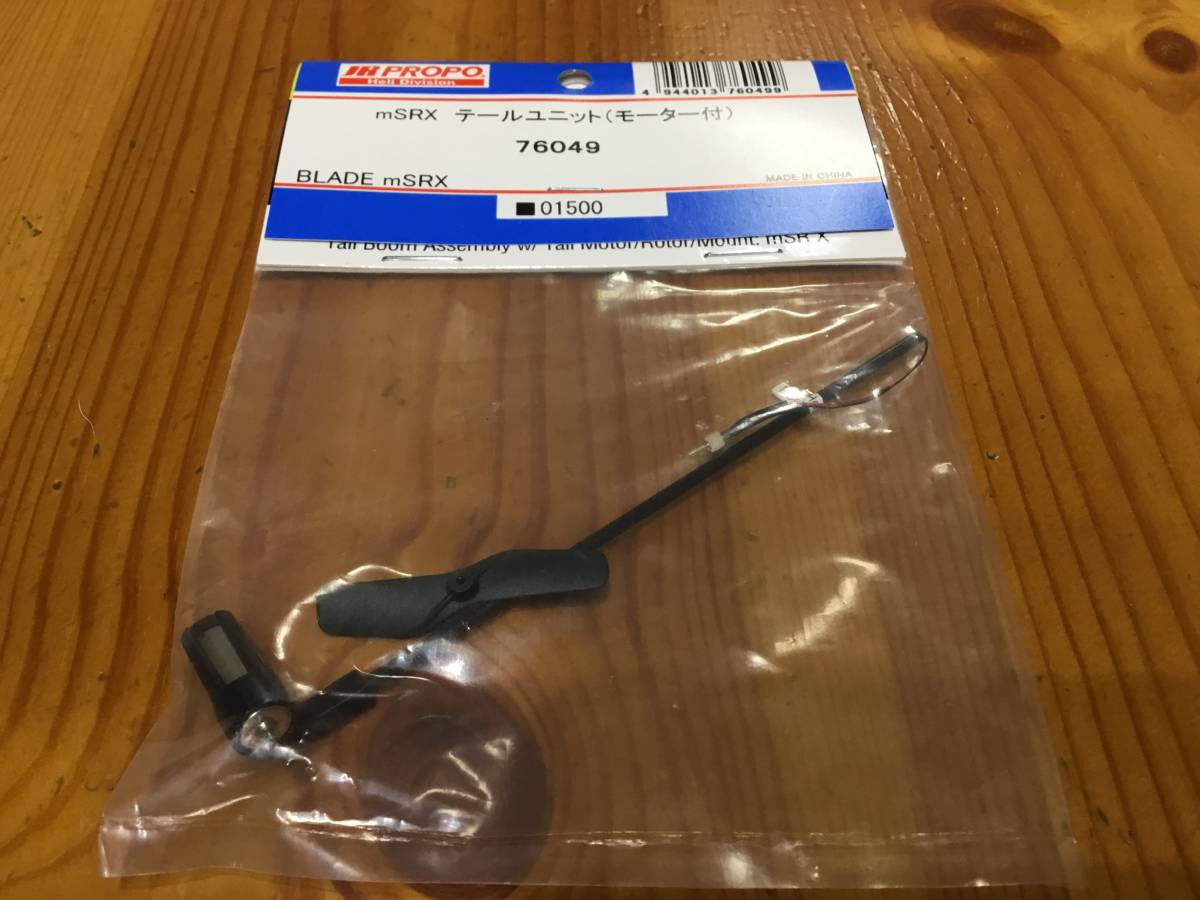 JR PROPO
Heli Division
4 944013 760499
mSRX テールユニット(モーター付)
76049
BLADE mSRX
MADE IN CHINA
■01500
Tail Boom Assembly w/ Tail Motor/Rotor/Mount: mSR X